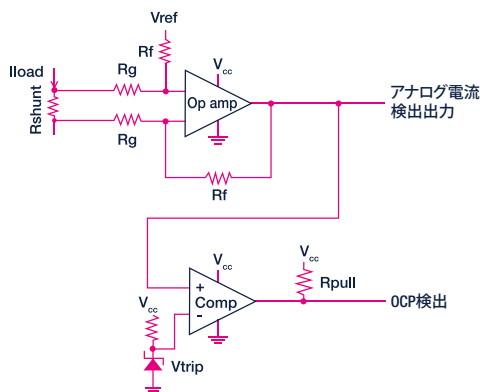 Vref
Iload
Rg
Rf
Vcc
Rshunt
Op amp
アナログ電流
検出出力
Rg
Rf
Vcc
Vcc
Rpull
+
Comp
-
OCP検出
Vcc
Vtrip